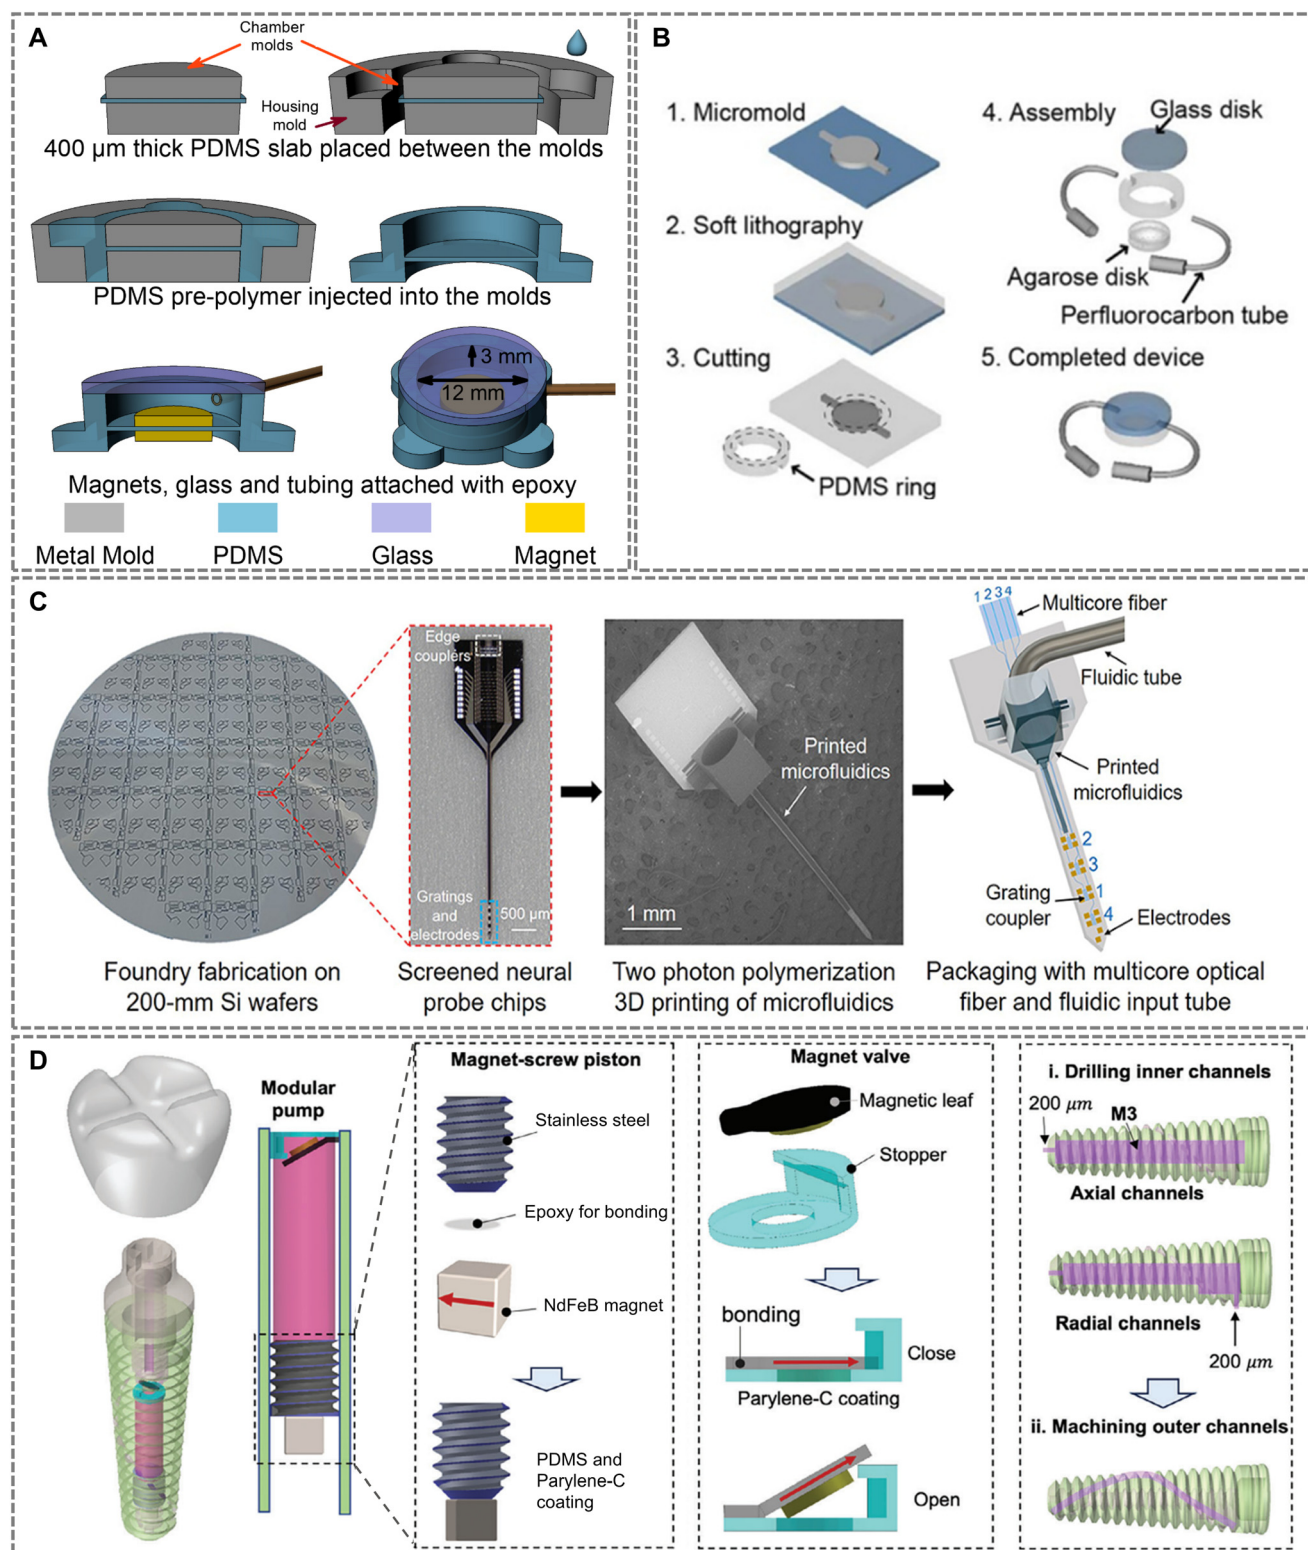 A
Chamber
molds
Housing
mold
400 μm thick PDMS slab placed between the molds
PDMS pre-polymer injected into the molds
3 mm
12 mm
Magnets, glass and tubing attached with epoxy
Metal Mold
PDMS
Glass
Magnet
B
1. Micromold
2. Soft lithography
3. Cutting
PDMS ring
4. Assembly
Glass disk
Agarose disk
Perfluorocarbon tube
5. Completed device
C
Edge
couplers
Gratings and
electrodes
500 μm
Printed
microfluidics
1 mm
1 2 3 4
Multicore fiber
Fluidic tube
Printed
microfluidics
2
3
Grating
coupler
1
4
Electrodes
Foundry fabrication on
200-mm Si wafers
Screened neural
probe chips
Two photon polymerization
3D printing of microfluidics
Packaging with multicore optical
fiber and fluidic input tube
D
Modular
pump
Magnet-screw piston
Stainless steel
Epoxy for bonding
NdFeB magnet
PDMS and
Parylene-C
coating
Magnet valve
Magnetic leaf
Stopper
bonding
Close
Parylene-C coating
Open
i. Drilling inner channels
200 μm
M3
Axial channels
Radial channels
200 μm
ii. Machining outer channels